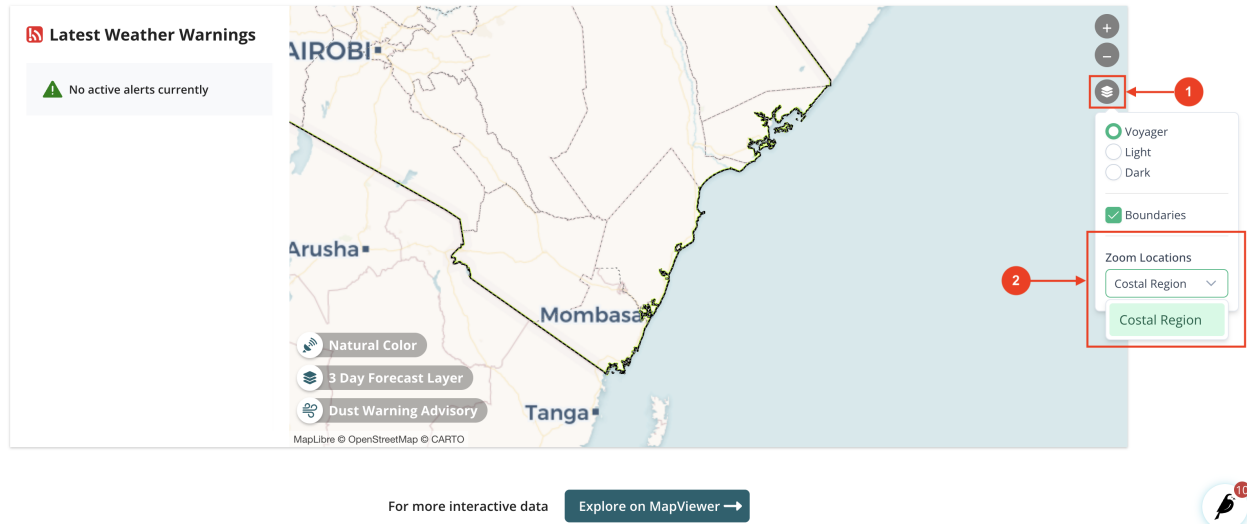 Latest Weather Warnings
No active alerts currently
AIROBI
Arusha
Mombasa
Tanga
Natural Color
3 Day Forecast Layer
Dust Warning Advisory
MapLibre © OpenStreetMap © CARTO
+
−
1
Voyager
Light
Dark
Boundaries
2
Zoom Locations
Costal Region
Costal Region
For more interactive data
Explore on MapViewer
10